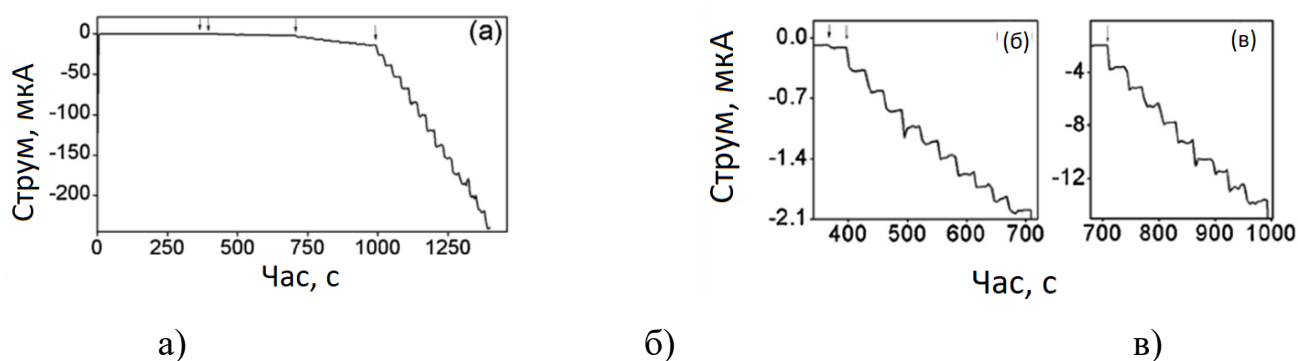 (а)
Струм, мкА
0
-50
-100
-150
-200
0 250 500 750 1000 1250
Час, с
(б)
Струм, мкА
0.0
-0.7
-1.4
-2.1
400 500 600 700
(в)
-4
-8
-12
700 800 900 1000
Час, с
а) б) в)